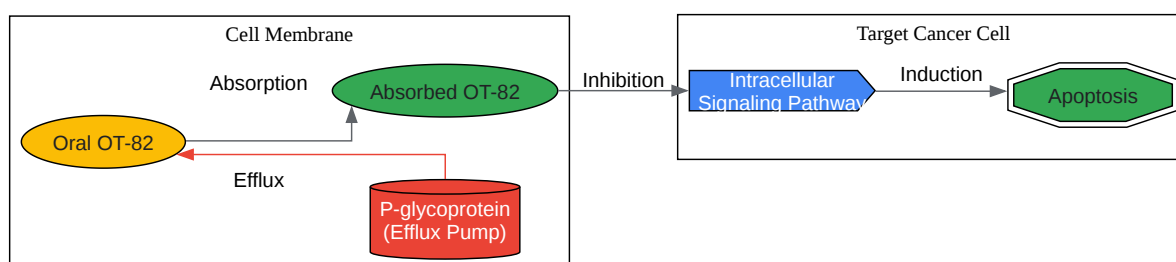 Cell Membrane
Target Cancer Cell
Absorption
Absorbed OT-82
Inhibition
Intracellular
Signaling Pathway
Induction
Apoptosis
Oral OT-82
Efflux
P-glycoprotein
(Efflux Pump)